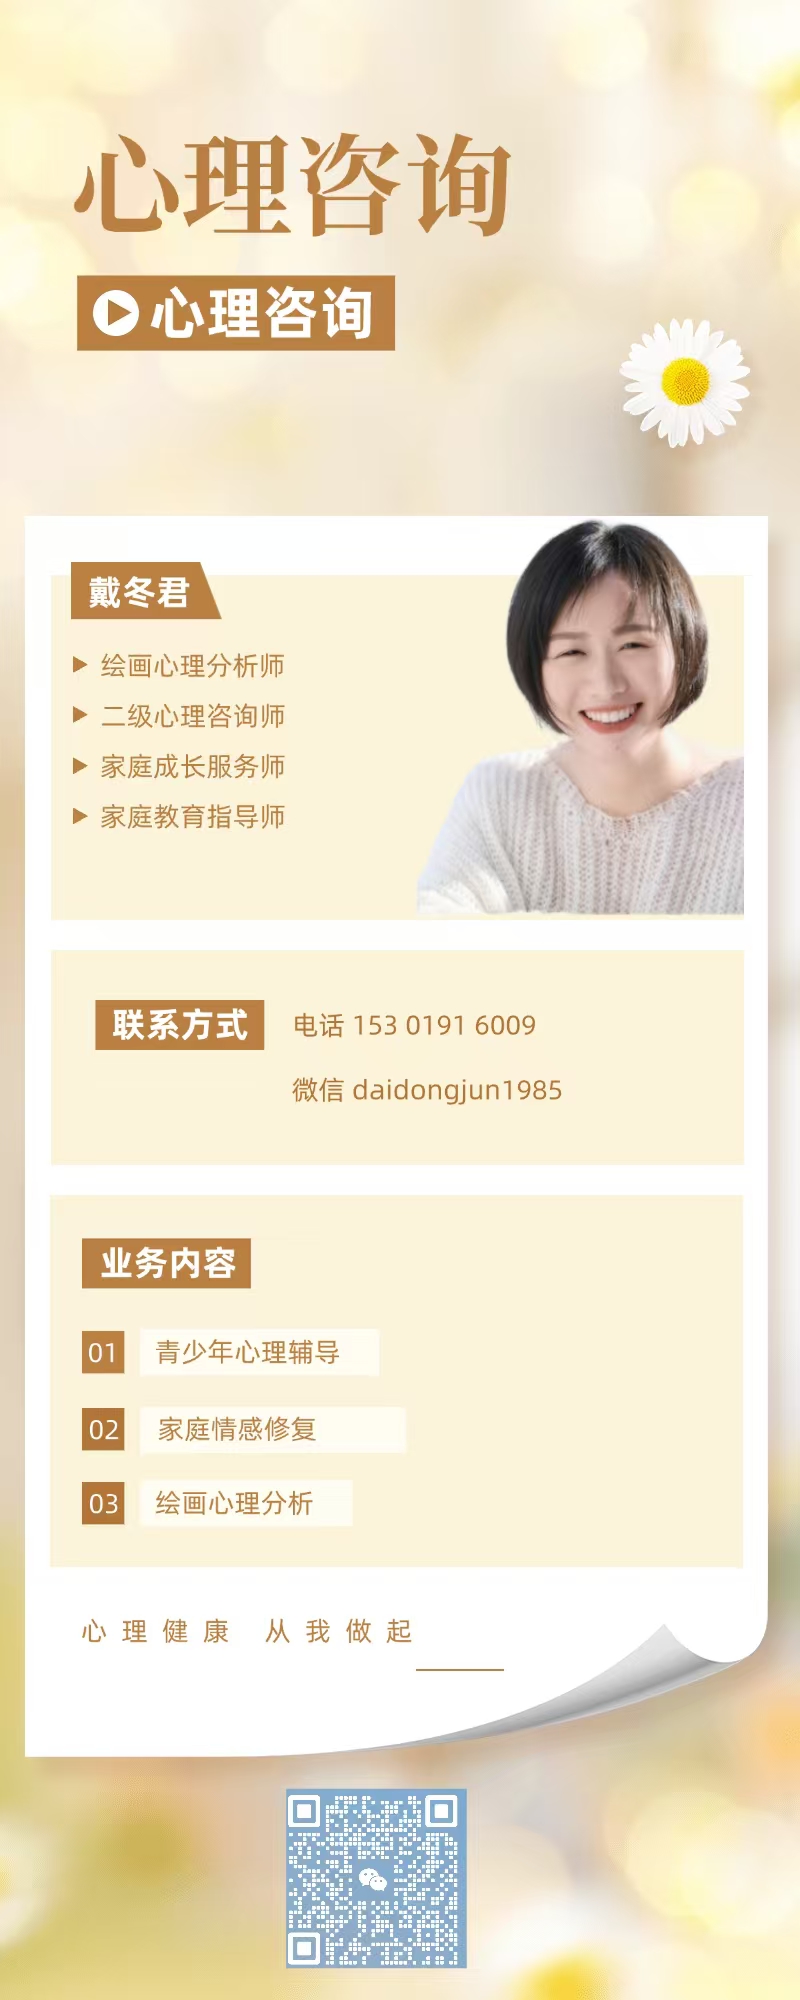 心理咨询
心理咨询
戴冬君
绘画心理分析师
二级心理咨询师
家庭成长服务师
家庭教育指导师
联系方式
电话 153 0191 6009
微信 daidongjun1985
业务内容
01 青少年心理辅导
02 家庭情感修复
03 绘画心理分析
心理健康 从我做起